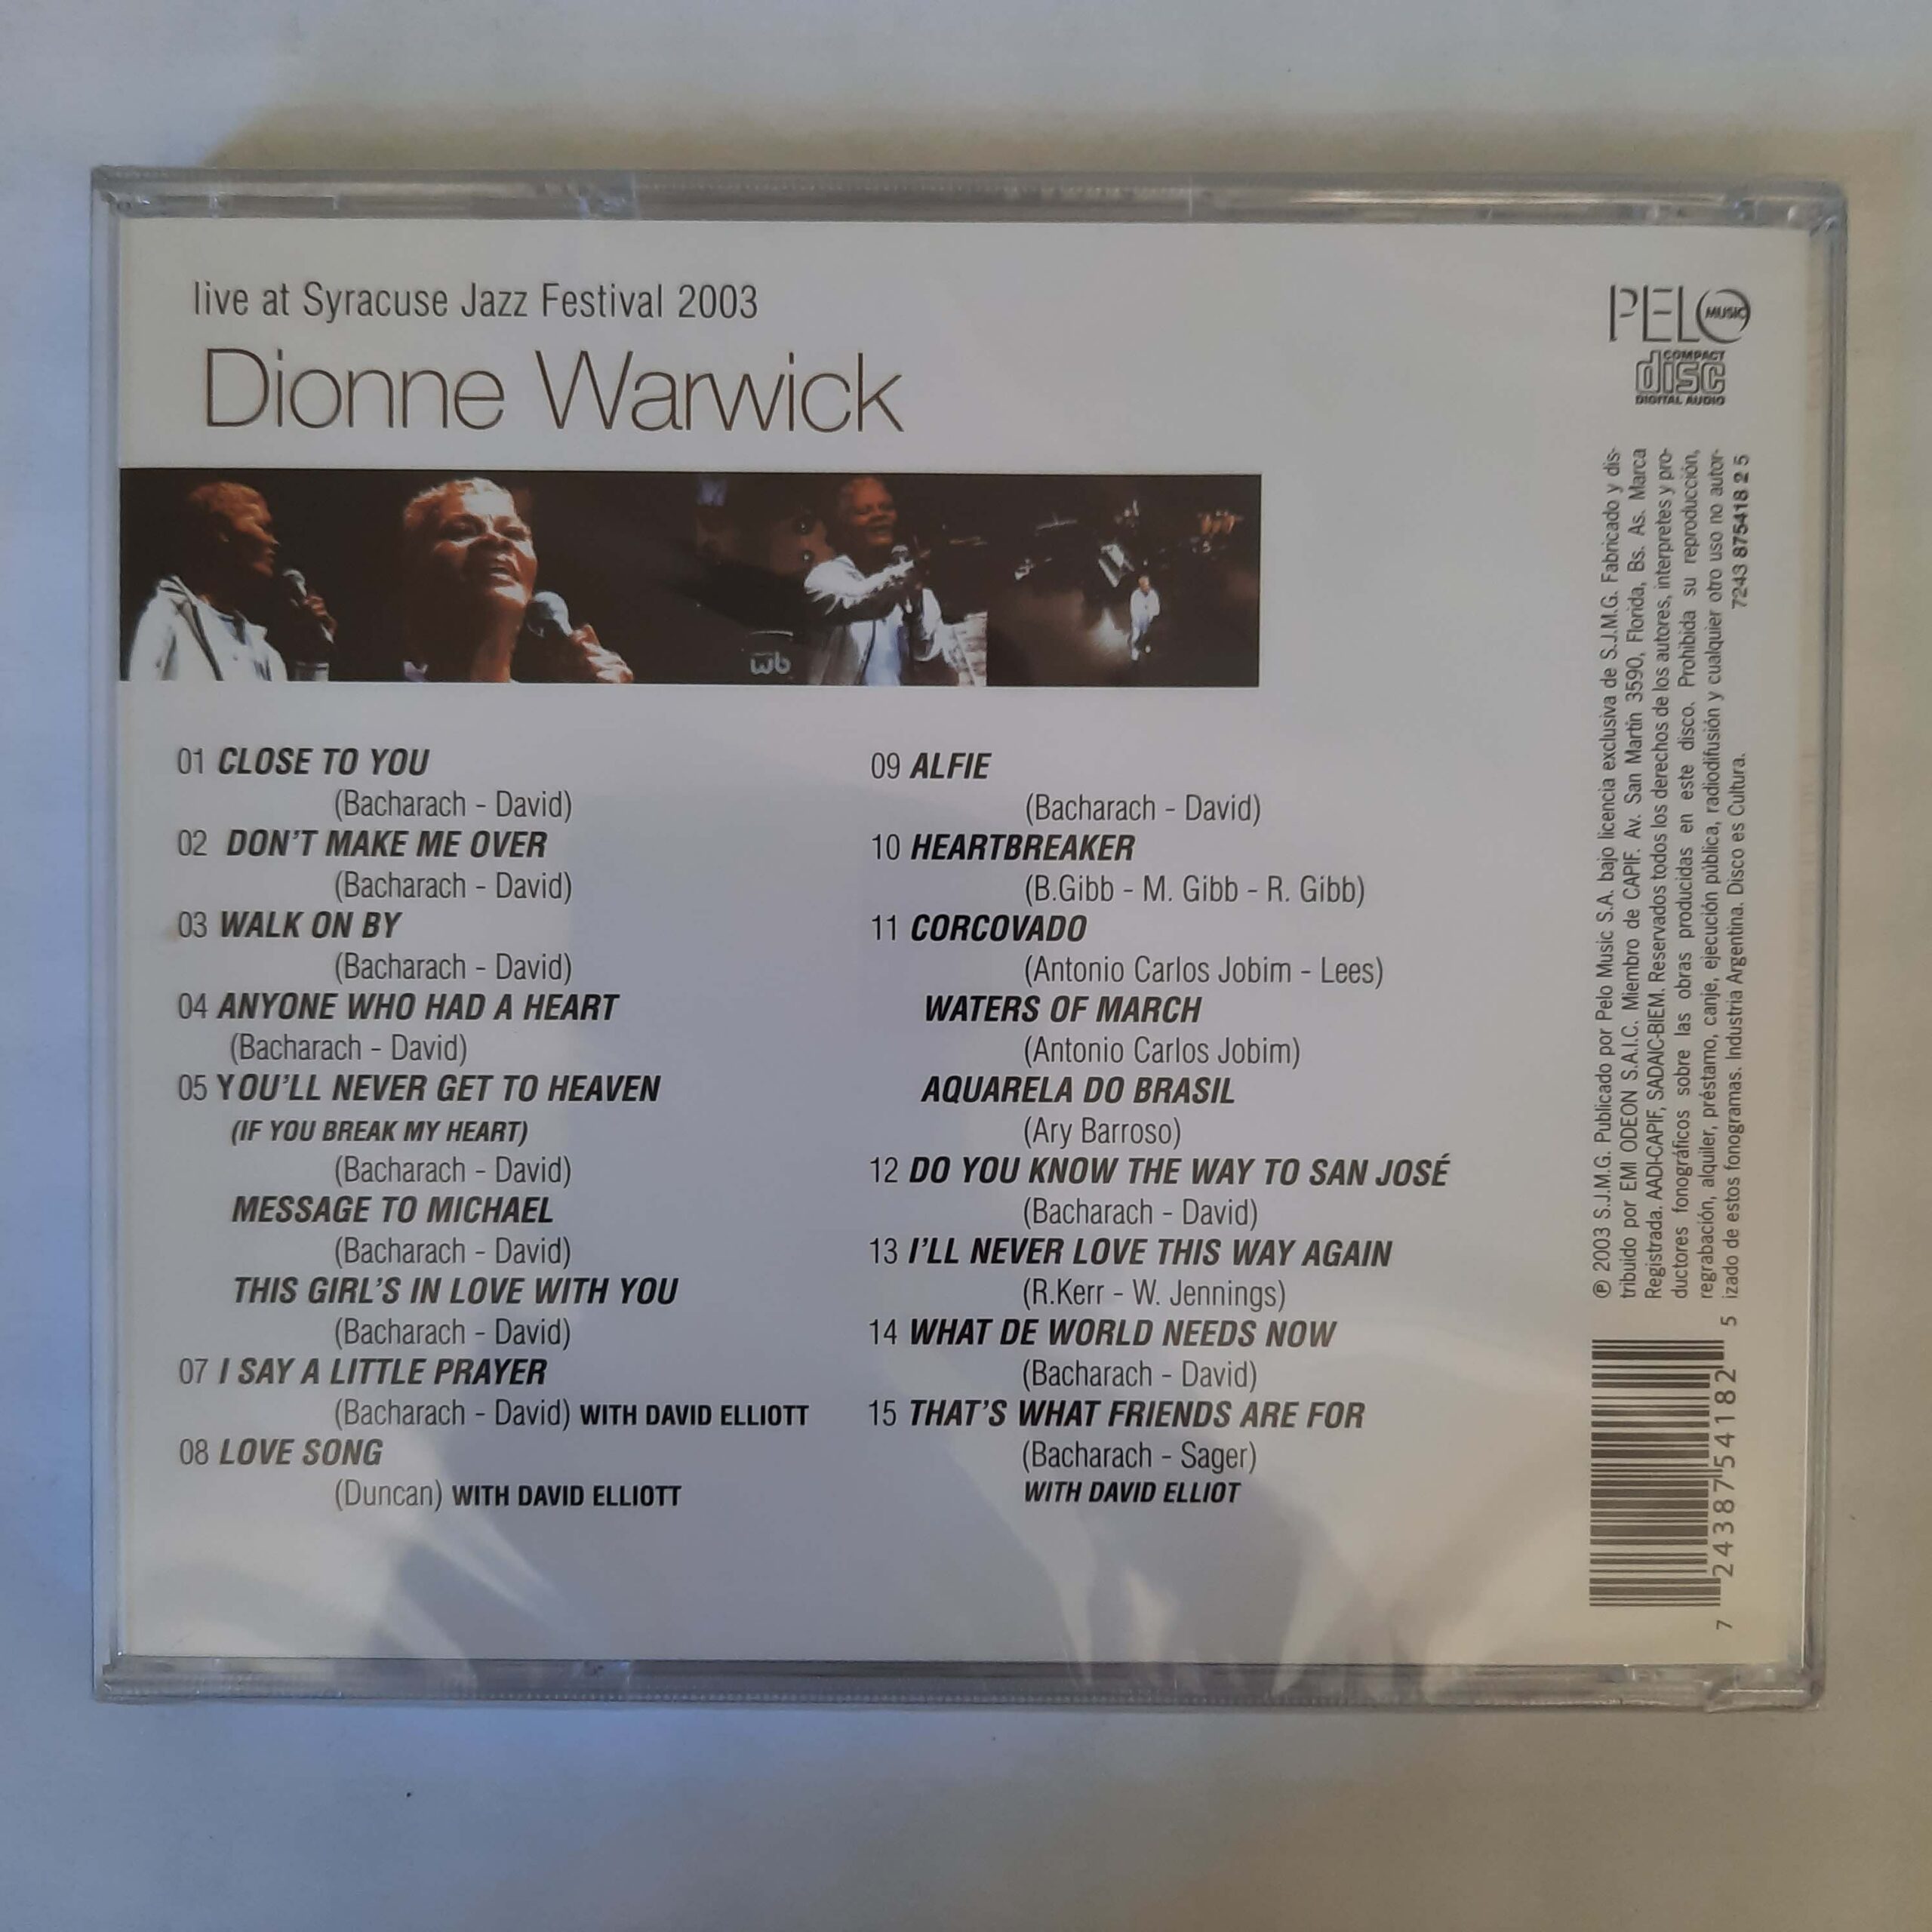 live at Syracuse Jazz Festival 2003
Dionne Warwick
wb
01 CLOSE TO YOU
(Bacharach - David)
02 DON'T MAKE ME OVER
(Bacharach - David)
03 WALK ON BY
(Bacharach - David)
04 ANYONE WHO HAD A HEART
(Bacharach - David)
05 YOU'LL NEVER GET TO HEAVEN
(IF YOU BREAK MY HEART)
(Bacharach - David)
MESSAGE TO MICHAEL
(Bacharach - David)
THIS GIRL'S IN LOVE WITH YOU
(Bacharach - David)
07 I SAY A LITTLE PRAYER
(Bacharach - David) WITH DAVID ELLIOTT
08 LOVE SONG
(Duncan) WITH DAVID ELLIOTT
09 ALFIE
(Bacharach - David)
10 HEARTBREAKER
(B.Gibb - M. Gibb - R. Gibb)
11 CORCOVADO
(Antonio Carlos Jobim - Lees)
WATERS OF MARCH
(Antonio Carlos Jobim)
AQUARELA DO BRASIL
(Ary Barroso)
12 DO YOU KNOW THE WAY TO SAN JOSÉ
(Bacharach - David)
13 I'LL NEVER LOVE THIS WAY AGAIN
(R.Kerr - W. Jennings)
14 WHAT DE WORLD NEEDS NOW
(Bacharach - David)
15 THAT'S WHAT FRIENDS ARE FOR
(Bacharach - Sager)
WITH DAVID ELLIOT
PELO MUSIC
COMPACT
disc
DIGITAL AUDIO
℗ 2003 S.J.M.G. Publicado por Pelo Music S.A. bajo licencia exclusiva de S.J.M.G. Fabricado y dis-
tribuido por EMI ODEON S.A.I.C. Miembro de CAPIF. Av. San Martín 3590, Florida, Bs. As. Marca
Registrada. AADI-CAPIF, SADAIC-BIEM. Reservados todos los derechos de los autores, interpretes y pro-
ductores fonográficos sobre las obras producidas en este disco. Prohibida su reproducción,
regrabación, alquiler, préstamo, canje, ejecución pública, radiodifusión y cualquier otro uso no autor-
izado de estos fonogramas. Industria Argentina. Disco es Cultura.
7243 875418 2 5
7 24387 54182 5